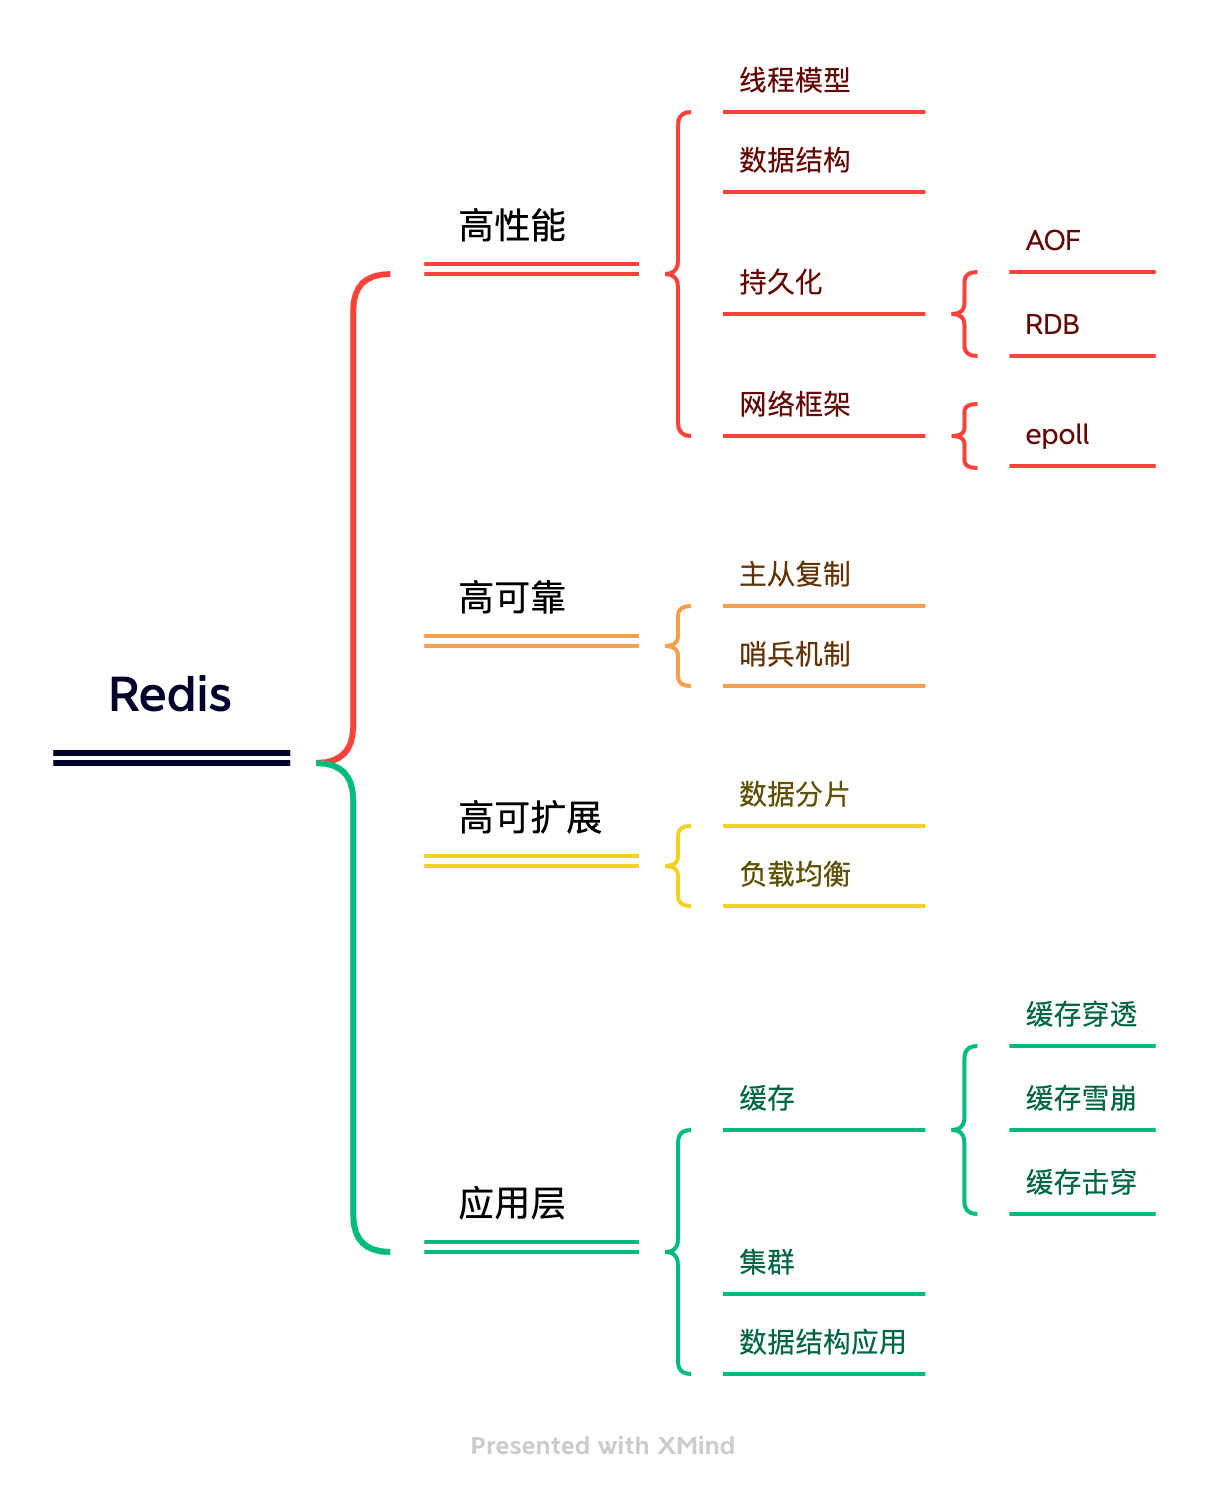 Redis
高性能
线程模型
数据结构
持久化
AOF
RDB
网络框架
epoll
高可靠
主从复制
哨兵机制
高可扩展
数据分片
负载均衡
应用层
缓存
缓存穿透
缓存雪崩
缓存击穿
集群
数据结构应用
Presented with XMind